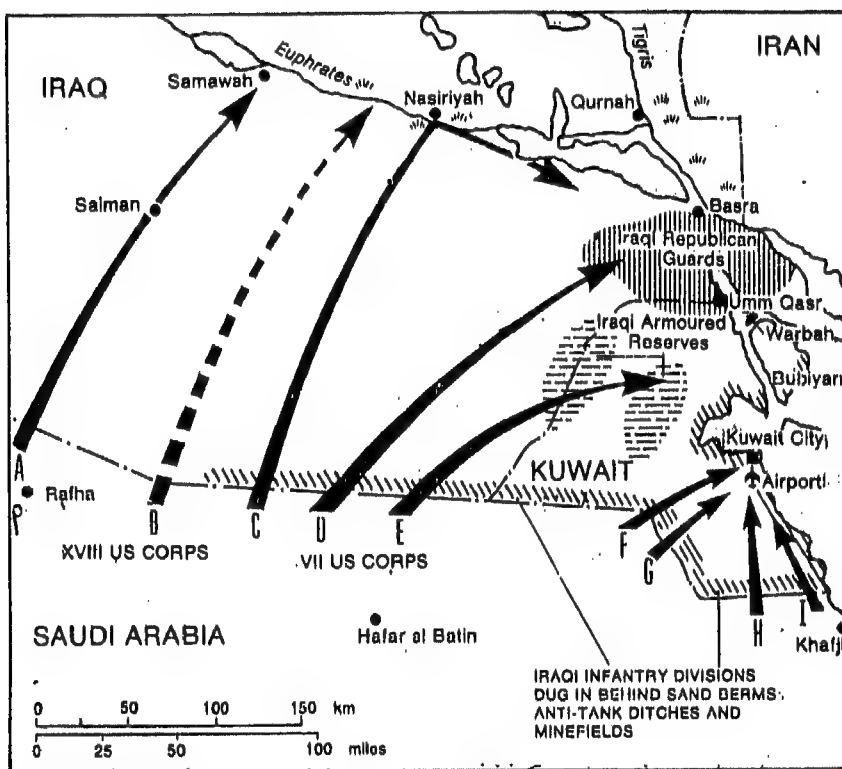 IRAN
Tigris
Euphrates
Samawah
IRAQ
Nasiriyah
Qurnah
Salman
Basra
Iraqi Republican
Guards
Umm Qasr
Iraqi Armoured
Reserves
Warbah
Bubiyan
Kuwait City
KUWAIT
Airport
A
Rafha
B
C
D
E
F
G
H
I
XVIII US CORPS
VII US CORPS
Khafji
SAUDI ARABIA
Hafar al Batin
IRAQI INFANTRY DIVISIONS
DUG IN BEHIND SAND BERMS,
ANTI-TANK DITCHES AND
MINEFIELDS
0 50 100 150 km
0 25 50 100 miles